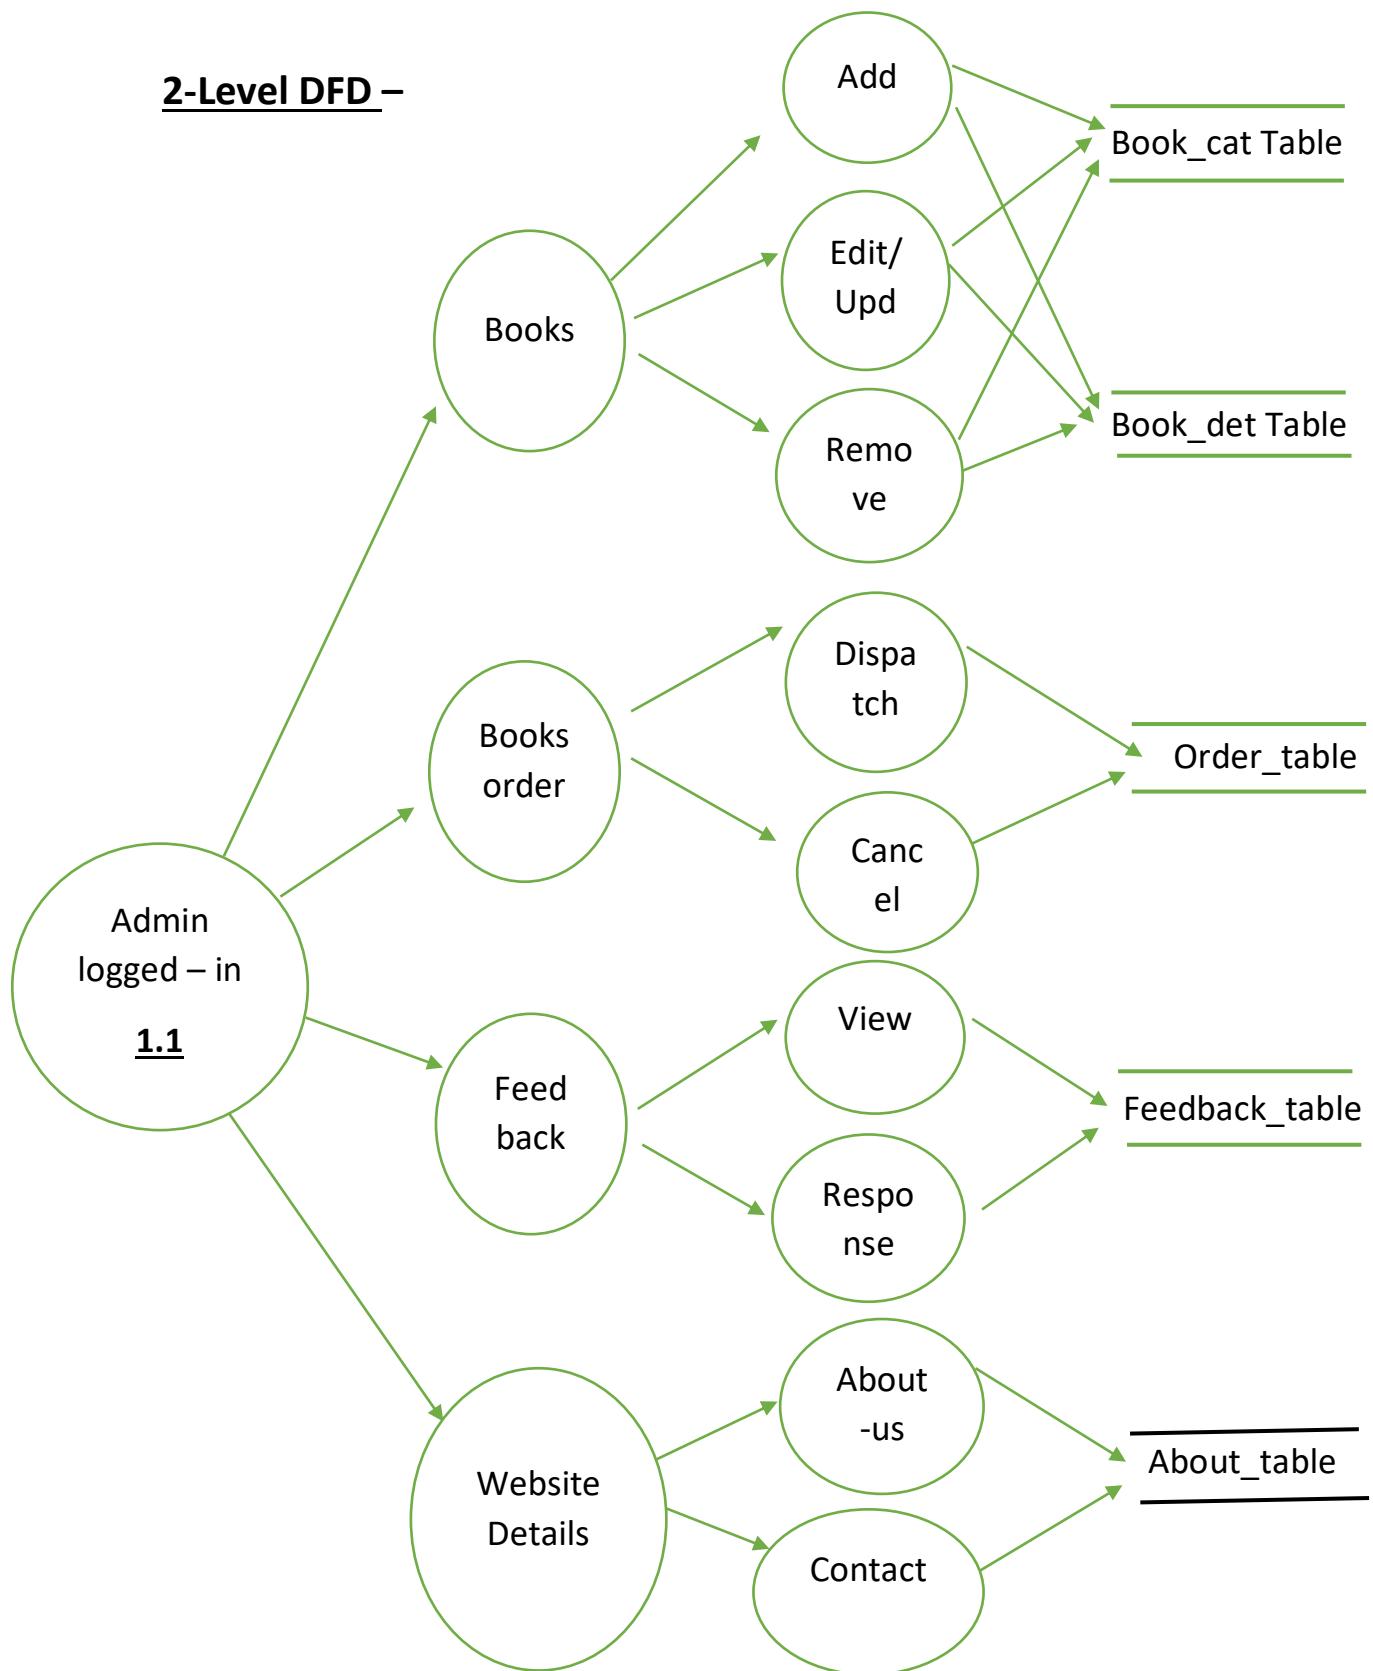 2-Level DFD –
Add
Book_cat Table
Edit/
Upd
Books
Book_det Table
Remo
ve
Dispa
tch
Books
order
Order_table
Canc
el
Admin
logged – in
1.1
View
Feed
back
Feedback_table
Respo
nse
About
-us
About_table
Website
Details
Contact